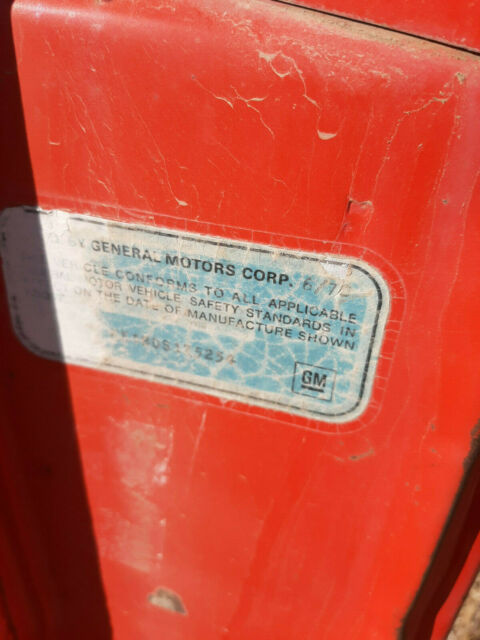 BY GENERAL MOTORS CORP. 6/7
CONFORMS TO ALL APPLICABLE
MOTOR VEHICLE SAFETY STANDARDS IN
ON THE DATE OF MANUFACTURE SHOWN
GM